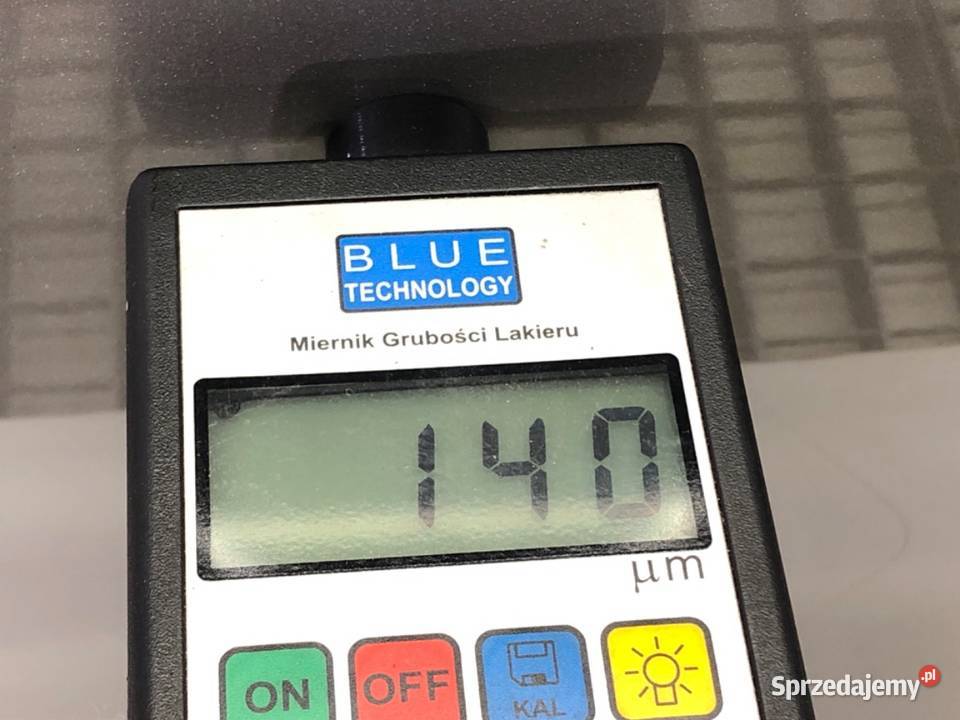 BLUE
TECHNOLOGY
Miernik Grubości Lakieru
140
μm
ON OFF KAL
Sprzedajemy.pl